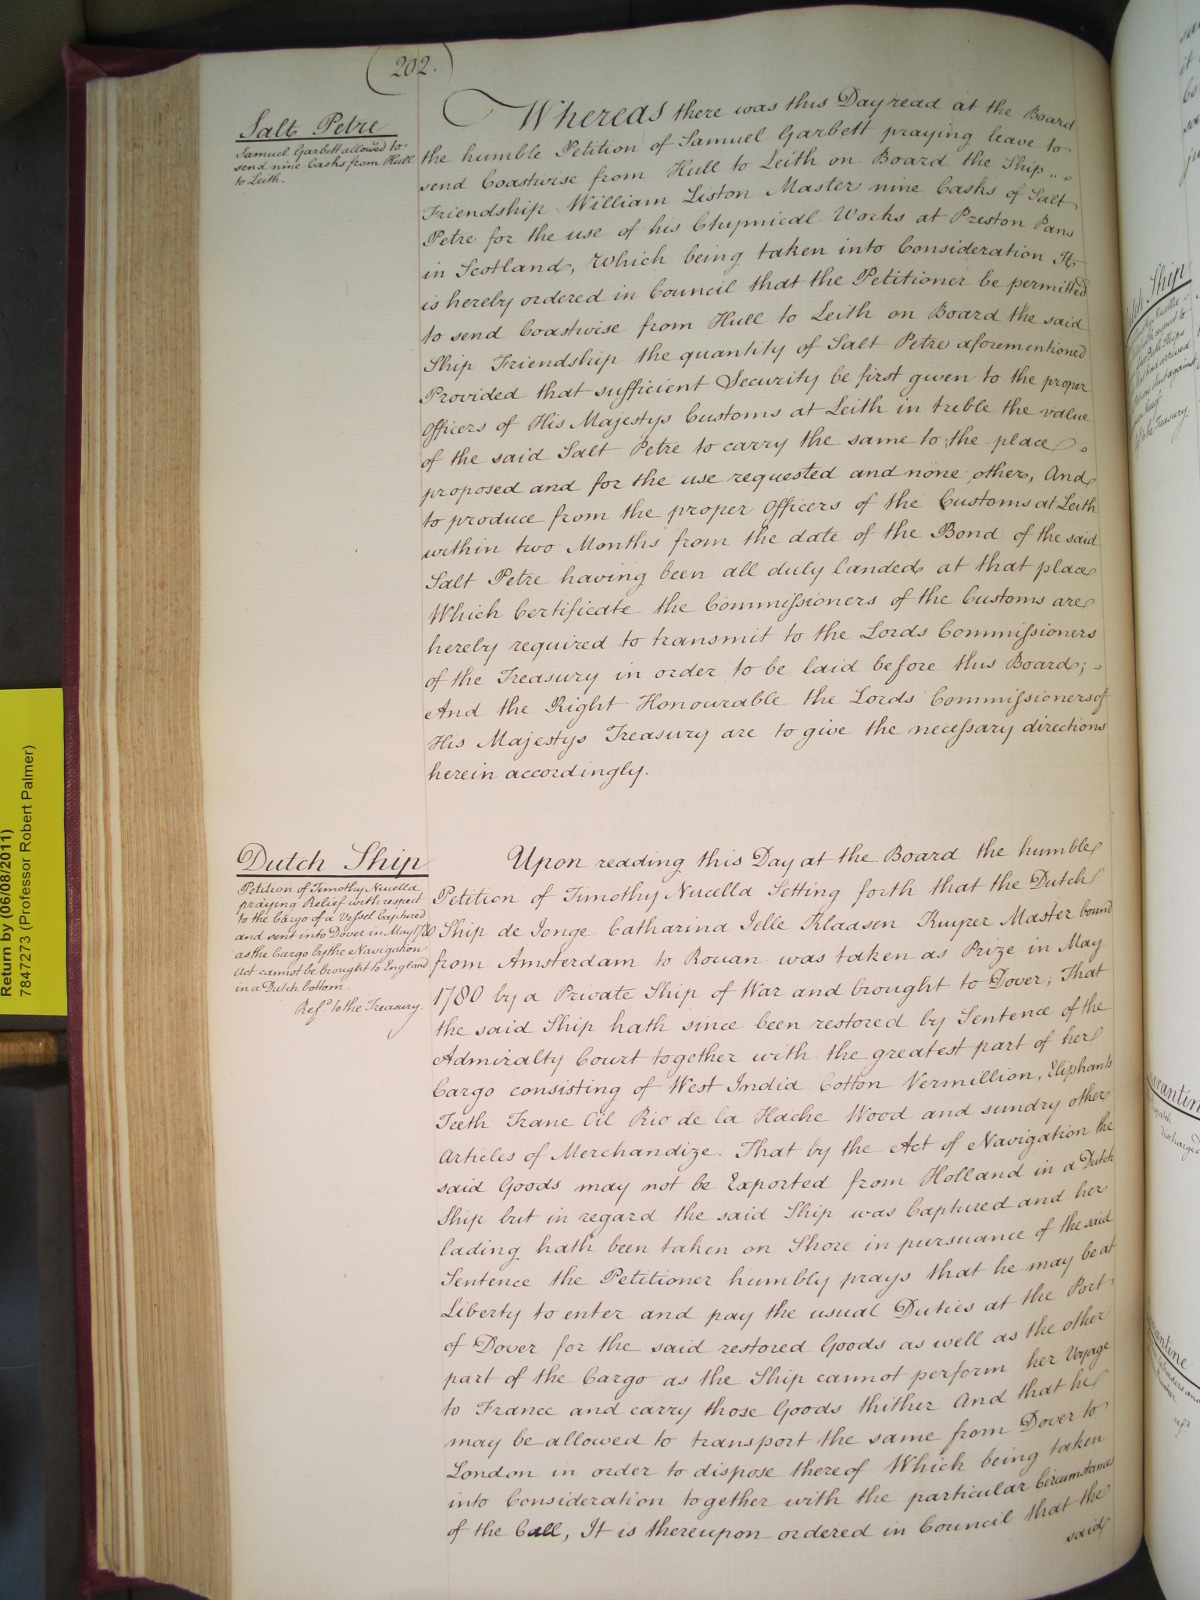 202.
Salt Petre
Samuel Garbett allowed to
send nine Casks from Hull
to Leith.
Whereas there was this Day read at the Board
the humble Petition of Samuel Garbett praying leave to
send Coastwise from Hull to Leith on Board the Ship
Friendship William Liston Master nine Casks of Salt
Petre for the use of his Chymical Works at Preston Pans
in Scotland, Which being taken into Consideration It
is hereby ordered in Council that the Petitioner be permitted
to send Coastwise from Hull to Leith on Board the said
Ship Friendship the quantity of Salt Petre aforementioned
Provided that sufficient Security be first given to the proper
Officers of His Majestys Customs at Leith in treble the value
of the said Salt Petre to carry the same to the place
proposed and for the use requested and none other, And
to produce from the proper Officers of the Customs at Leith
within two Months from the date of the Bond of the said
Salt Petre having been all duly landed at that place
Which Certificate the Commissioners of the Customs are
hereby required to transmit to the Lords Commissioners
of the Treasury in order to be laid before this Board; -
And the Right Honourable the Lords Commissioners of
His Majestys Treasury are to give the necessary directions
herein accordingly.
Dutch Ship
Petition of Timothy Nucella
praying Relief with respect
to the Cargo of a Vessel Captured
and sent into Dover in May 1780
as the Cargo by the Navigation
Act cannot be brought to England
in a Dutch bottom.
Refd. to the Treasury.
Upon reading this Day at the Board the humble
Petition of Timothy Nucella Setting forth that the Dutch
Ship de Jonge Catharina Jelle Klaasen Kuyper Master bound
from Amsterdam to Rouan was taken as Prize in May
1780 by a Private Ship of War and brought to Dover; That
the said Ship hath since been restored by Sentence of the
Admiralty Court together with the greatest part of her
Cargo consisting of West India Cotton Vermillion, Eliphants
Teeth Trane Oil Rio de la Hache Wood and sundry other
Articles of Merchandize. That by the Act of Navigation the
said Goods may not be Exported from Holland in a Dutch
Ship but in regard the said Ship was Captured and her
lading hath been taken on Shore in pursuance of the said
Sentence the Petitioner humbly prays that he may be at
Liberty to enter and pay the usual Duties at the Port
of Dover for the said restored Goods as well as the other
part of the Cargo as the Ship cannot perform her Voyage
to France and carry those Goods thither And that he
may be allowed to transport the same from Dover to
London in order to dispose thereof Which being taken
into Consideration together with the particular Circumstances
of the Case, It is thereupon ordered in Council that the
said
Return by (06/08/2011)
7847273 (Professor Robert Palmer)
Ship
Treasury.